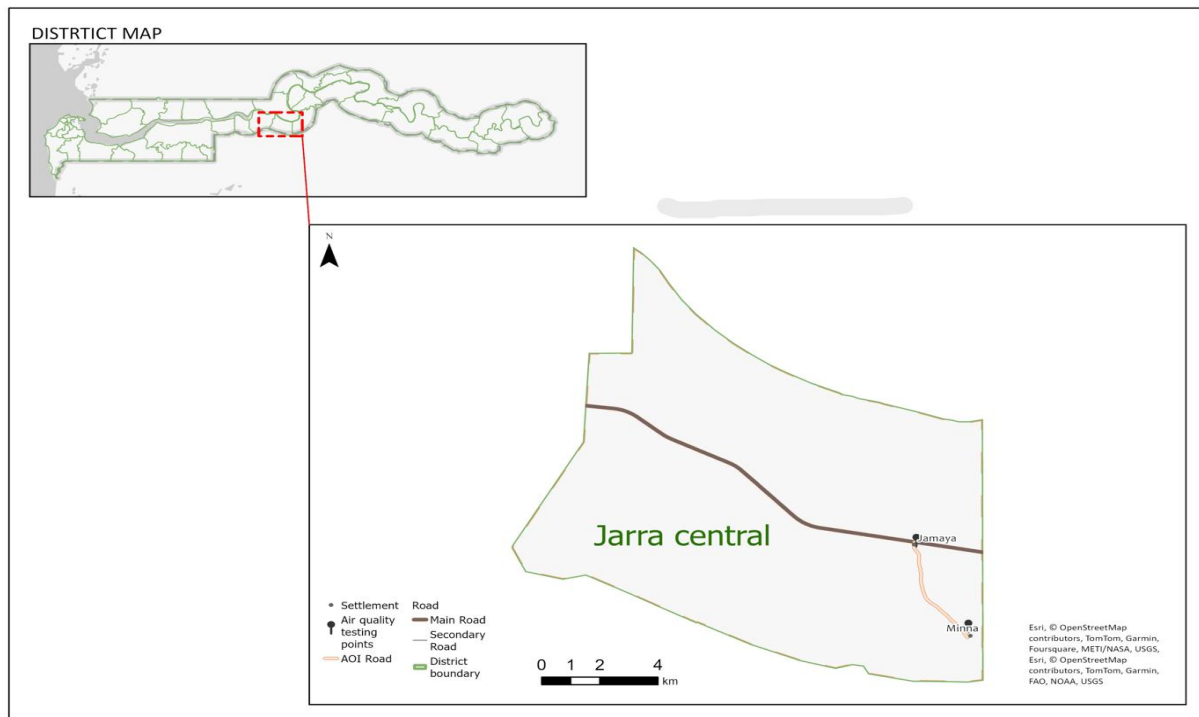 DISTRTICT MAP
N
Jarra central
Jamaya
Minna
Settlement
Air quality
testing
points
AOI Road
Road
Main Road
Secondary
Road
District
boundary
0 1 2 4
km
Esri, © OpenStreetMap
contributors, TomTom, Garmin,
Foursquare, METI/NASA, USGS,
Esri, © OpenStreetMap
contributors, TomTom, Garmin,
FAO, NOAA, USGS